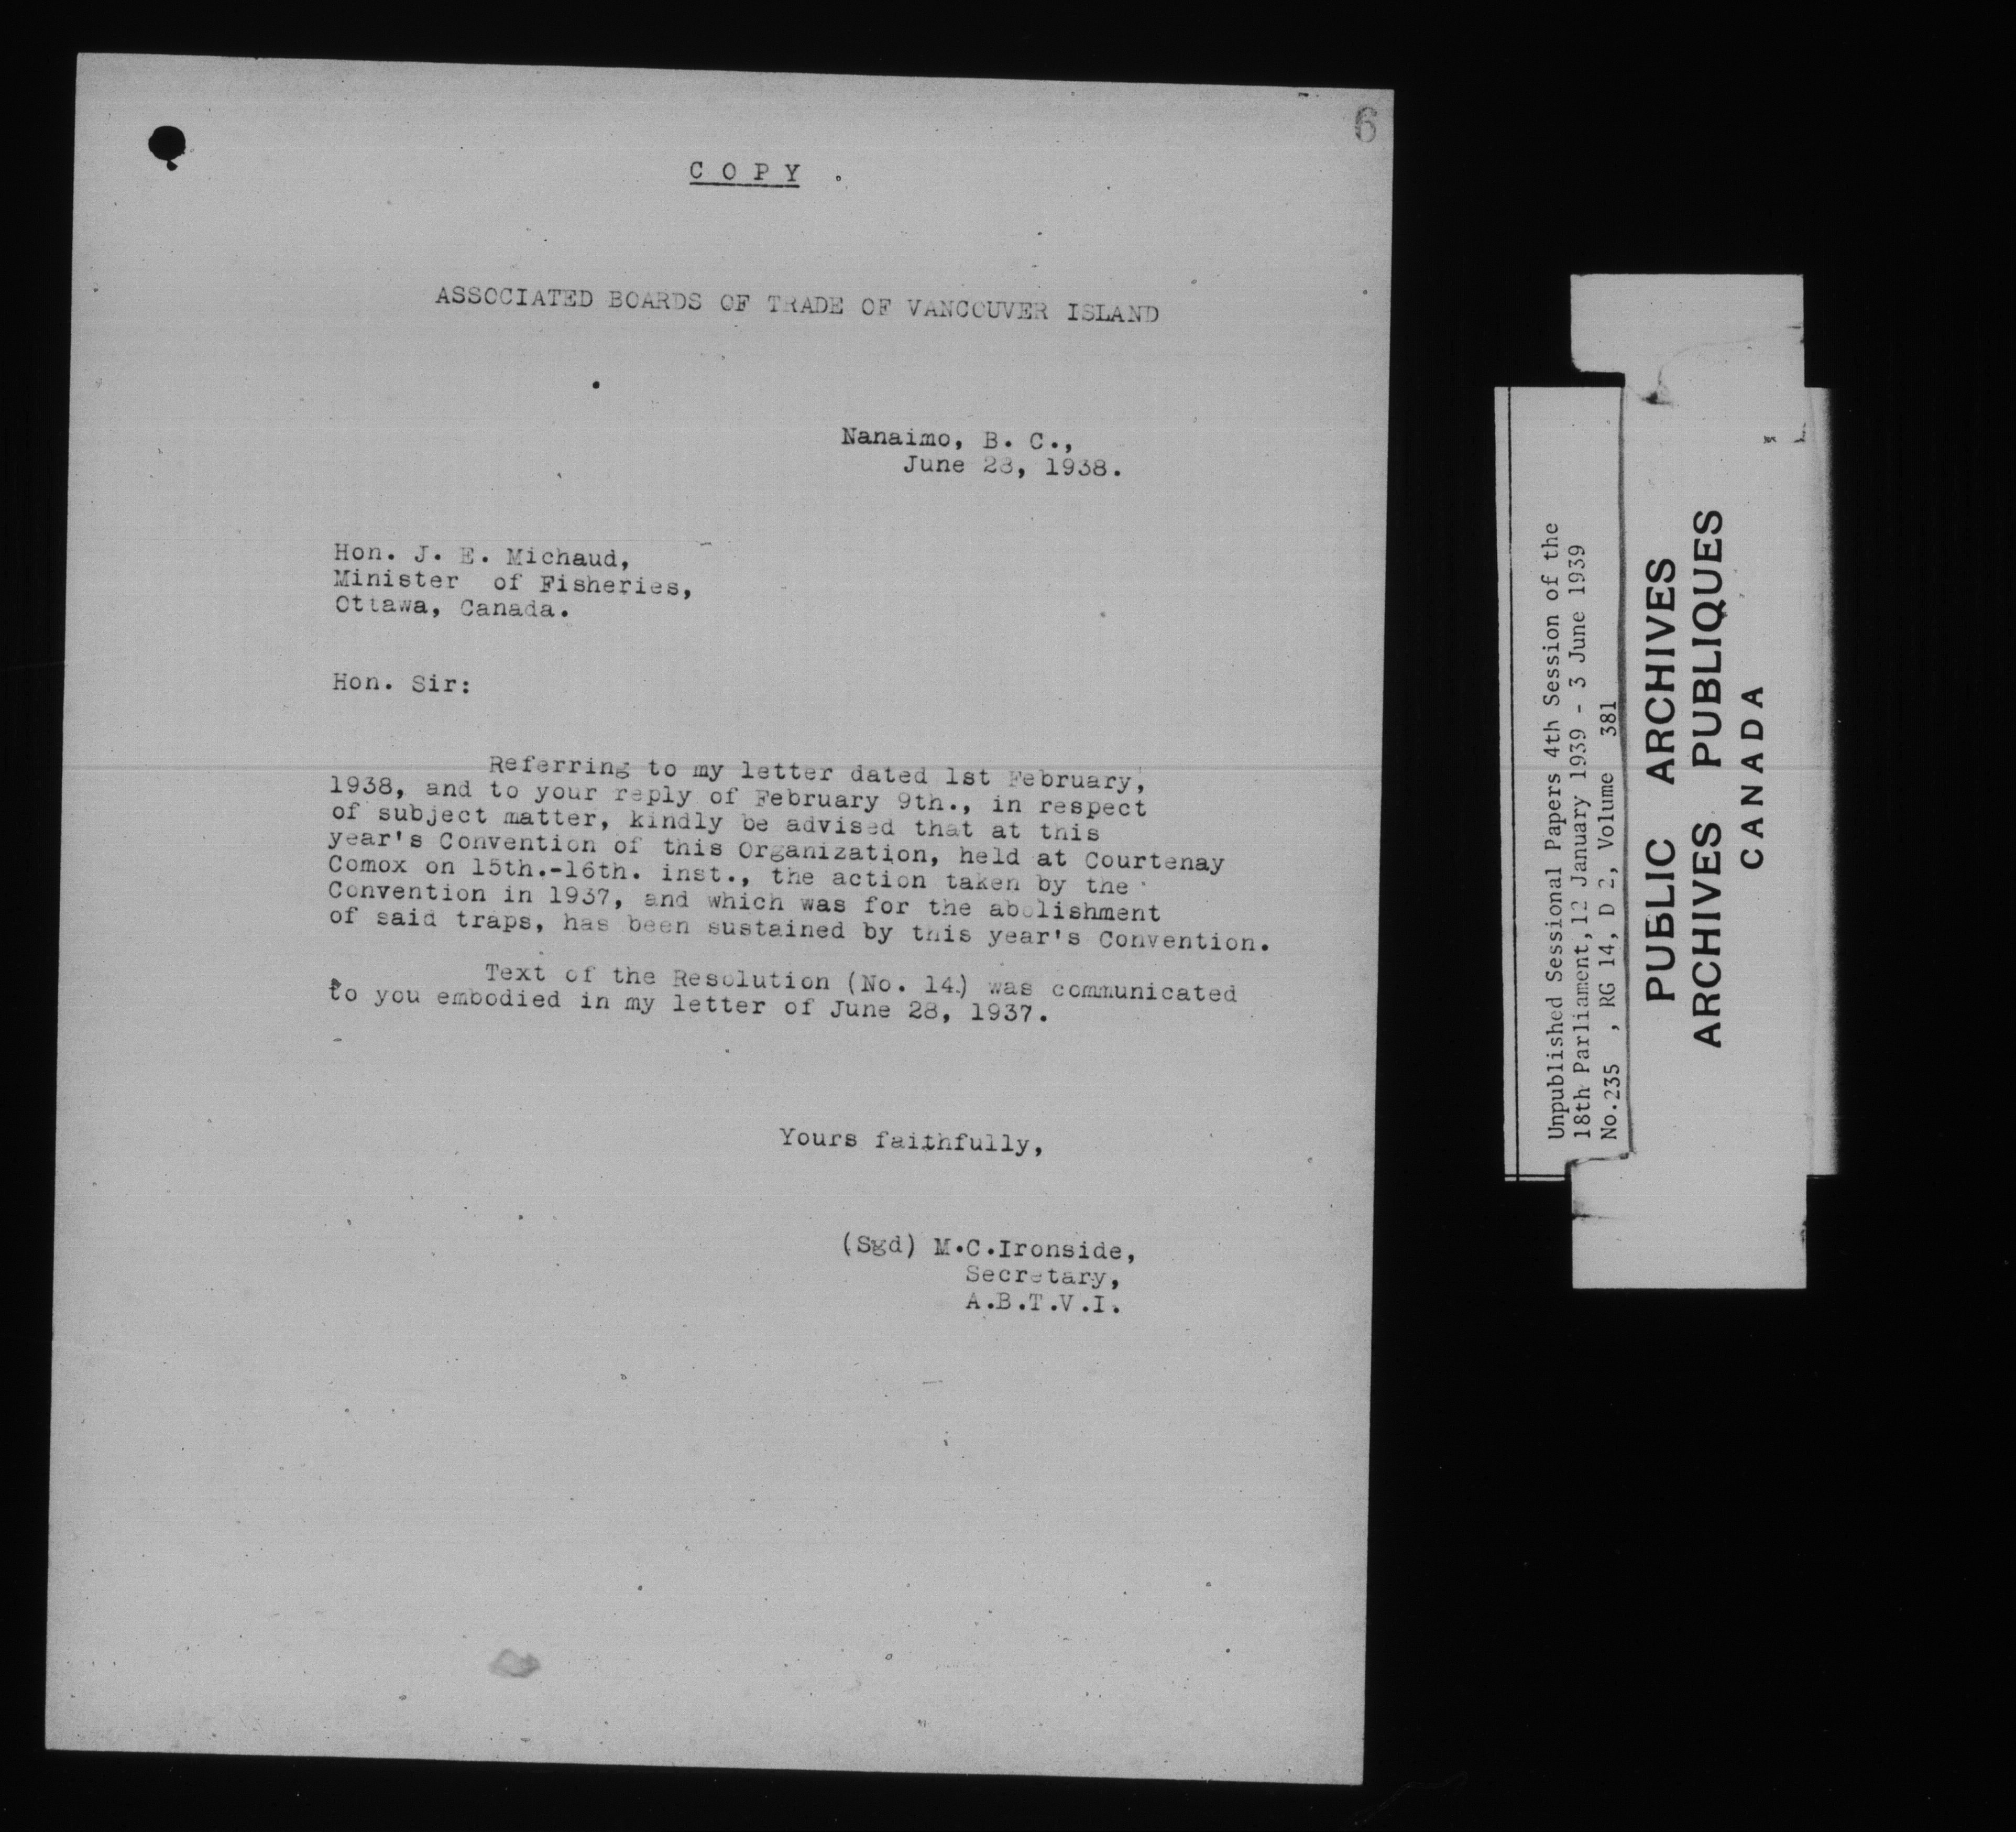 6
C O P Y .
ASSOCIATED BOARDS OF TRADE OF VANCOUVER ISLAND
Nanaimo, B. C.,
June 28, 1938.
Hon. J. E. Michaud,
Minister of Fisheries,
Ottawa, Canada.
Hon. Sir:
Referring to my letter dated 1st February,
1938, and to your reply of February 9th., in respect
of subject matter, kindly be advised that at this
year's Convention of this Organization, held at Courtenay
Comox on 15th.-16th. inst., the action taken by the
Convention in 1937, and which was for the abolishment
of said traps, has been sustained by this year's Convention.
Text of the Resolution (No. 14) was communicated
to you embodied in my letter of June 28, 1937.
Yours faithfully,
(Sgd) M.C.Ironside,
Secretary,
A.B.T.V.I.
Unpublished Sessional Papers 4th Session of the
18th Parliament,12 January 1939 - 3 June 1939
No.235 , RG 14, D 2, Volume 381
PUBLIC ARCHIVES
ARCHIVES PUBLIQUES
CANADA